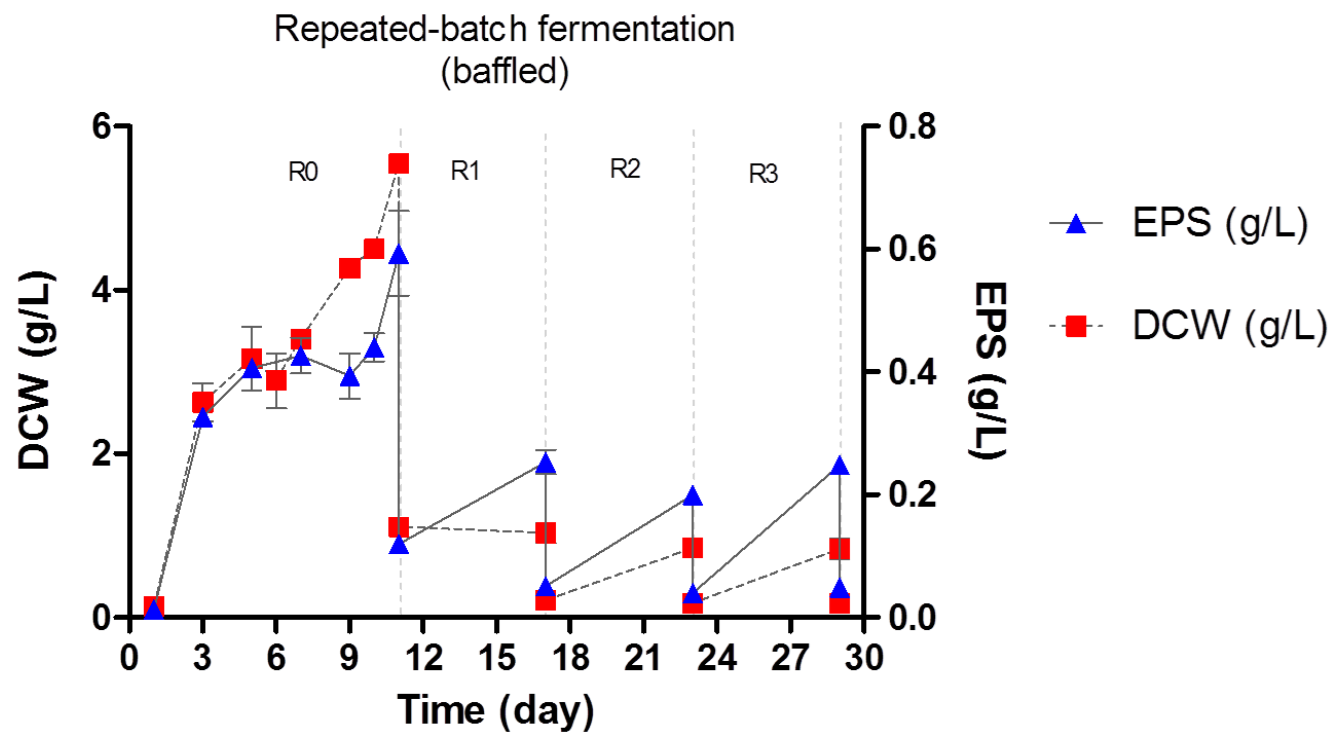 Repeated-batch fermentation
(baffled)
6
4
2
0
DCW (g/L)
R0
R1
R2
R3
0.8
0.6
0.4
0.2
0.0
EPS (g/L)
EPS (g/L)
DCW (g/L)
0 3 6 9 12 15 18 21 24 27 30
Time (day)